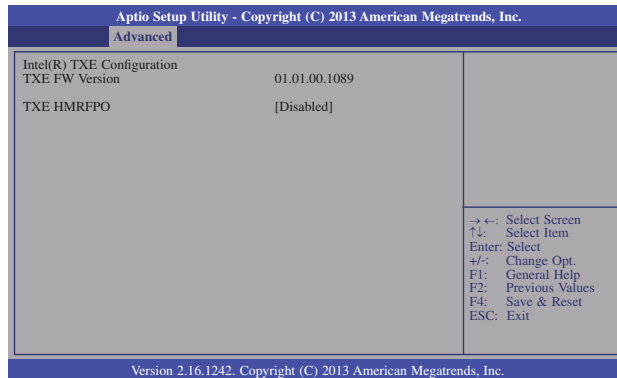 Aptio Setup Utility - Copyright (C) 2013 American Megatrends, Inc.
Advanced
Intel(R) TXE Configuration
TXE FW Version 01.01.00.1089
TXE HMRFPO [Disabled]
→ ←: Select Screen
↑↓: Select Item
Enter: Select
+/-: Change Opt.
F1: General Help
F2: Previous Values
F4: Save & Reset
ESC: Exit
Version 2.16.1242. Copyright (C) 2013 American Megatrends, Inc.